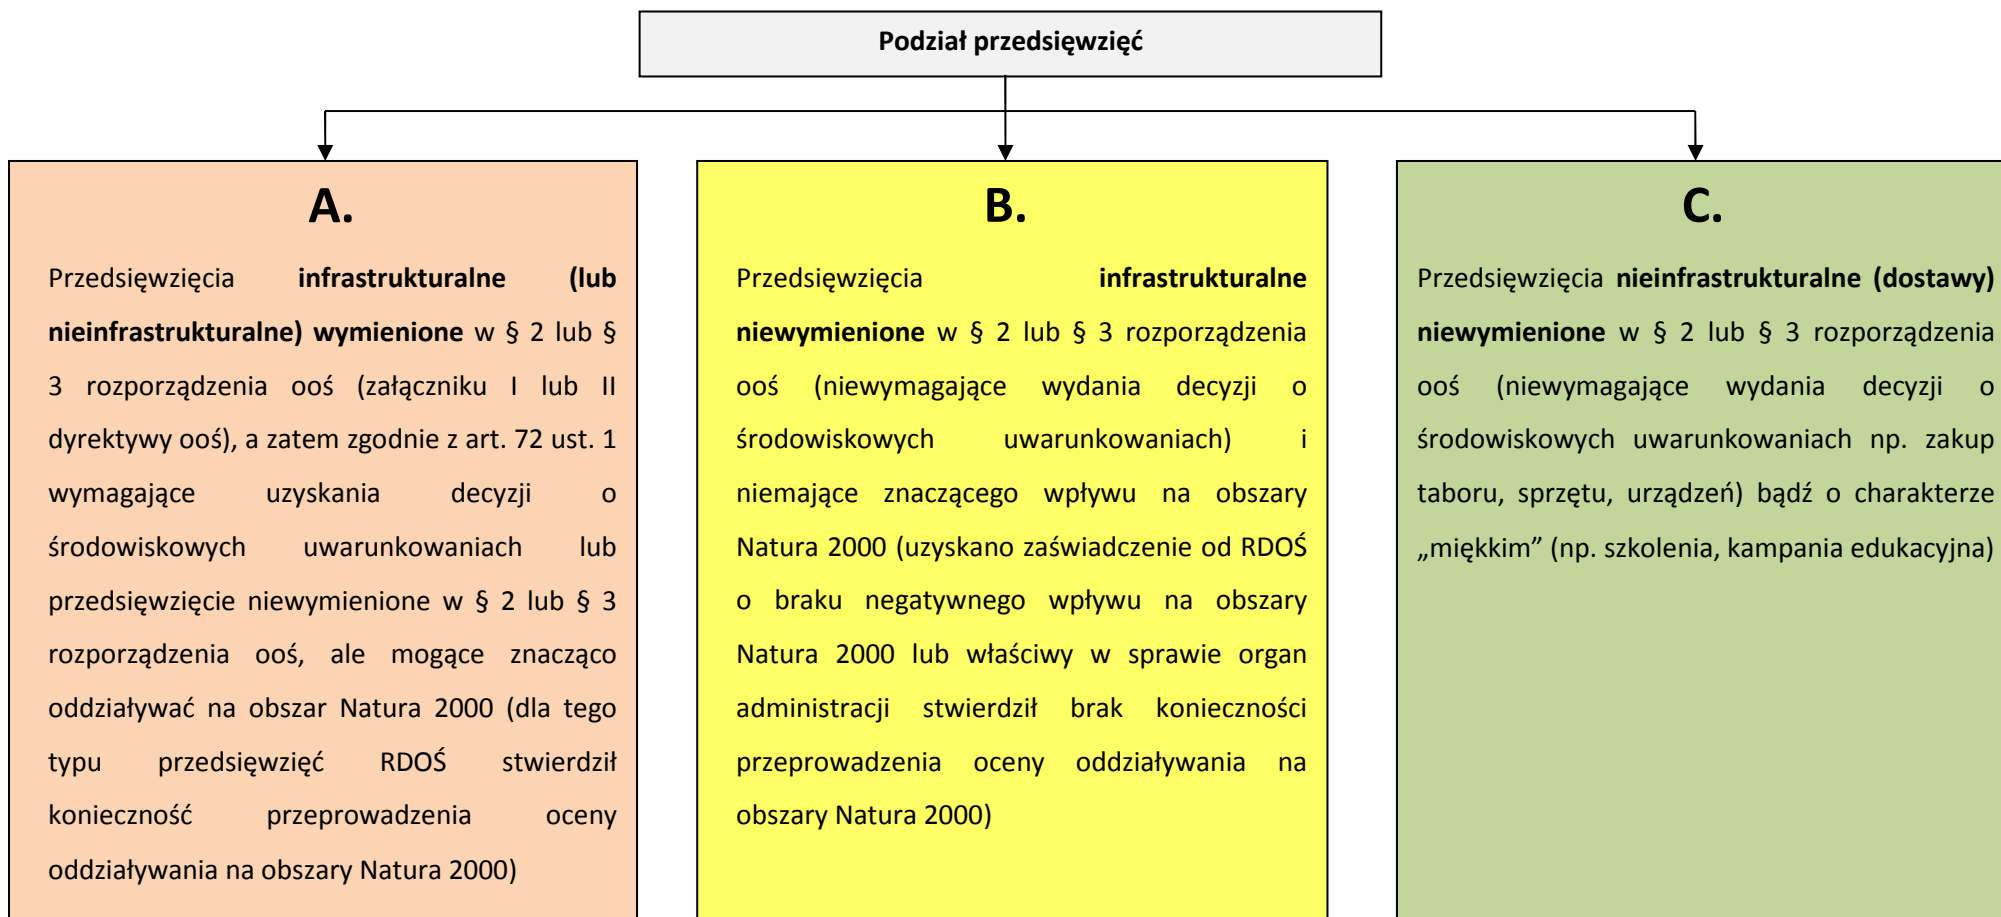 Podział przedsięwzięć
A.
Przedsięwzięcia infrastrukturalne (lub
nieinfrastrukturalne) wymienione w § 2 lub §
3 rozporządzenia ooś (załączniku I lub II
dyrektywy ooś), a zatem zgodnie z art. 72 ust. 1
wymagające uzyskania decyzji o
środowiskowych uwarunkowaniach lub
przedsięwzięcie niewymienione w § 2 lub § 3
rozporządzenia ooś, ale mogące znacząco
oddziaływać na obszar Natura 2000 (dla tego
typu przedsięwzięć RDOŚ stwierdził
konieczność przeprowadzenia oceny
oddziaływania na obszary Natura 2000)
B.
Przedsięwzięcia infrastrukturalne
niewymienione w § 2 lub § 3 rozporządzenia
ooś (niewymagające wydania decyzji o
środowiskowych uwarunkowaniach) i
niemające znaczącego wpływu na obszary
Natura 2000 (uzyskano zaświadczenie od RDOŚ
o braku negatywnego wpływu na obszary
Natura 2000 lub właściwy w sprawie organ
administracji stwierdził brak konieczności
przeprowadzenia oceny oddziaływania na
obszary Natura 2000)
C.
Przedsięwzięcia nieinfrastrukturalne (dostawy)
niewymienione w § 2 lub § 3 rozporządzenia
ooś (niewymagające wydania decyzji o
środowiskowych uwarunkowaniach np. zakup
taboru, sprzętu, urządzeń) bądź o charakterze
„miękkim” (np. szkolenia, kampania edukacyjna)